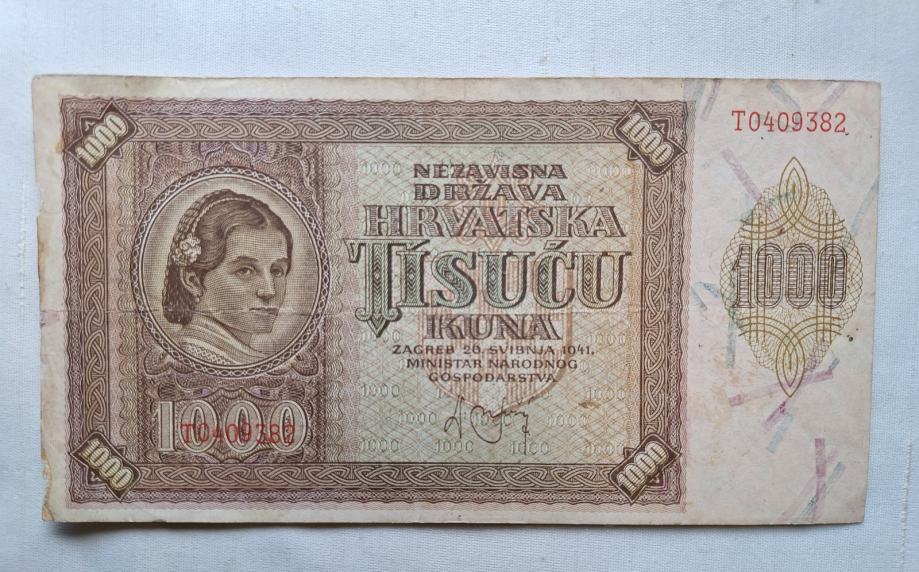 1000
1000
T0409382
NEZAVISNA
DRŽAVA
HRVATSKA
TISUĆU
KUNA
1000
ZAGREB 26. SVIBNJA 1941.
MINISTAR NARODNOG
GOSPODARSTVA
1000
T0409382
1000
1000